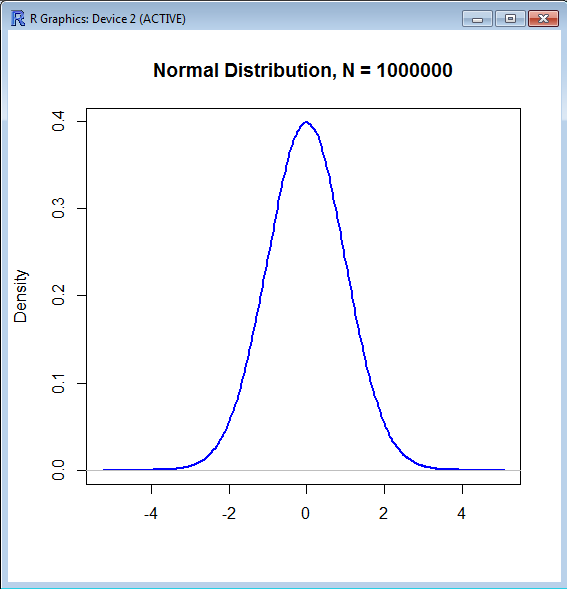 R Graphics: Device 2 (ACTIVE)
Normal Distribution, N = 1000000
Density
0.4
0.3
0.2
0.1
0.0
-4 -2 0 2 4